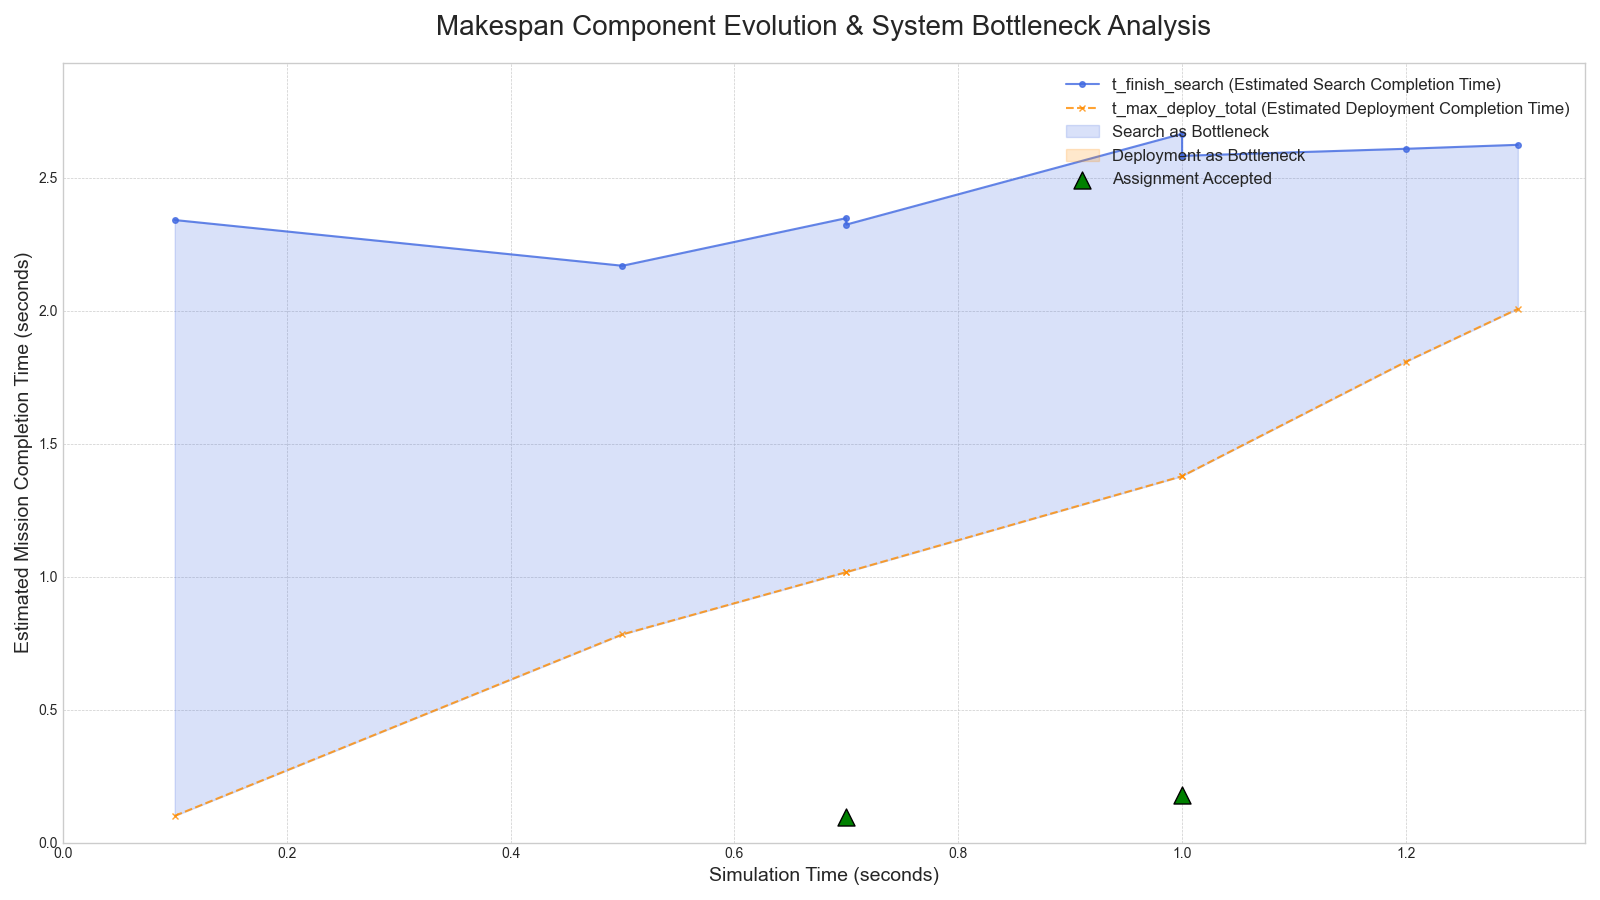 Makespan Component Evolution & System Bottleneck Analysis
t_finish_search (Estimated Search Completion Time)
t_max_deploy_total (Estimated Deployment Completion Time)
Search as Bottleneck
Deployment as Bottleneck
Assignment Accepted
Estimated Mission Completion Time (seconds)
2.5
2.0
1.5
1.0
0.5
0.0
0.0 0.2 0.4 0.6 0.8 1.0 1.2
Simulation Time (seconds)